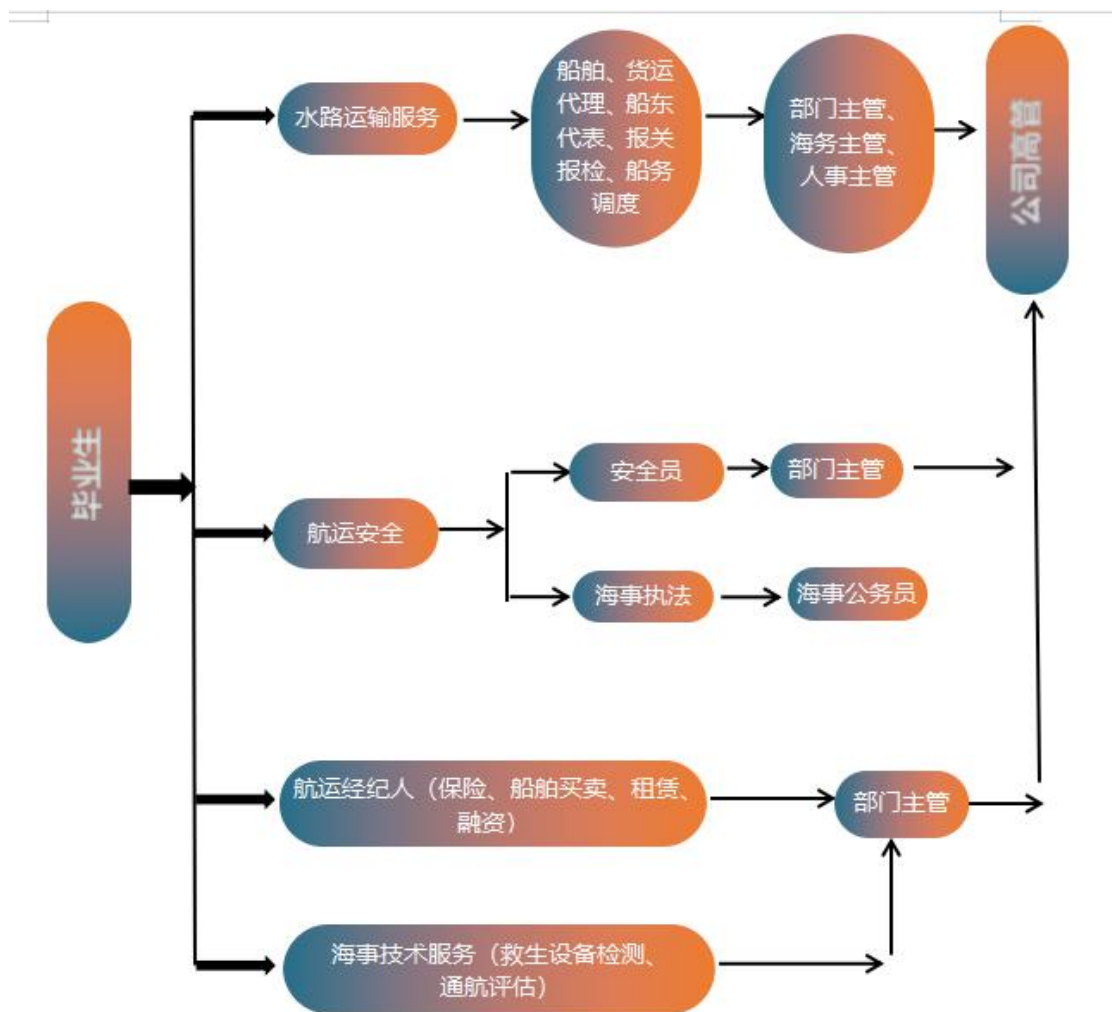 毕业生
水路运输服务
船舶、货运
代理、船东
代表、报关
报检、船务
调度
部门主管、
海务主管、
人事主管
公司高管
航运安全
安全员
部门主管
海事执法
海事公务员
航运经纪人（保险、船舶买卖、租赁、
融资）
部门主管
海事技术服务（救生设备检测、
通航评估）